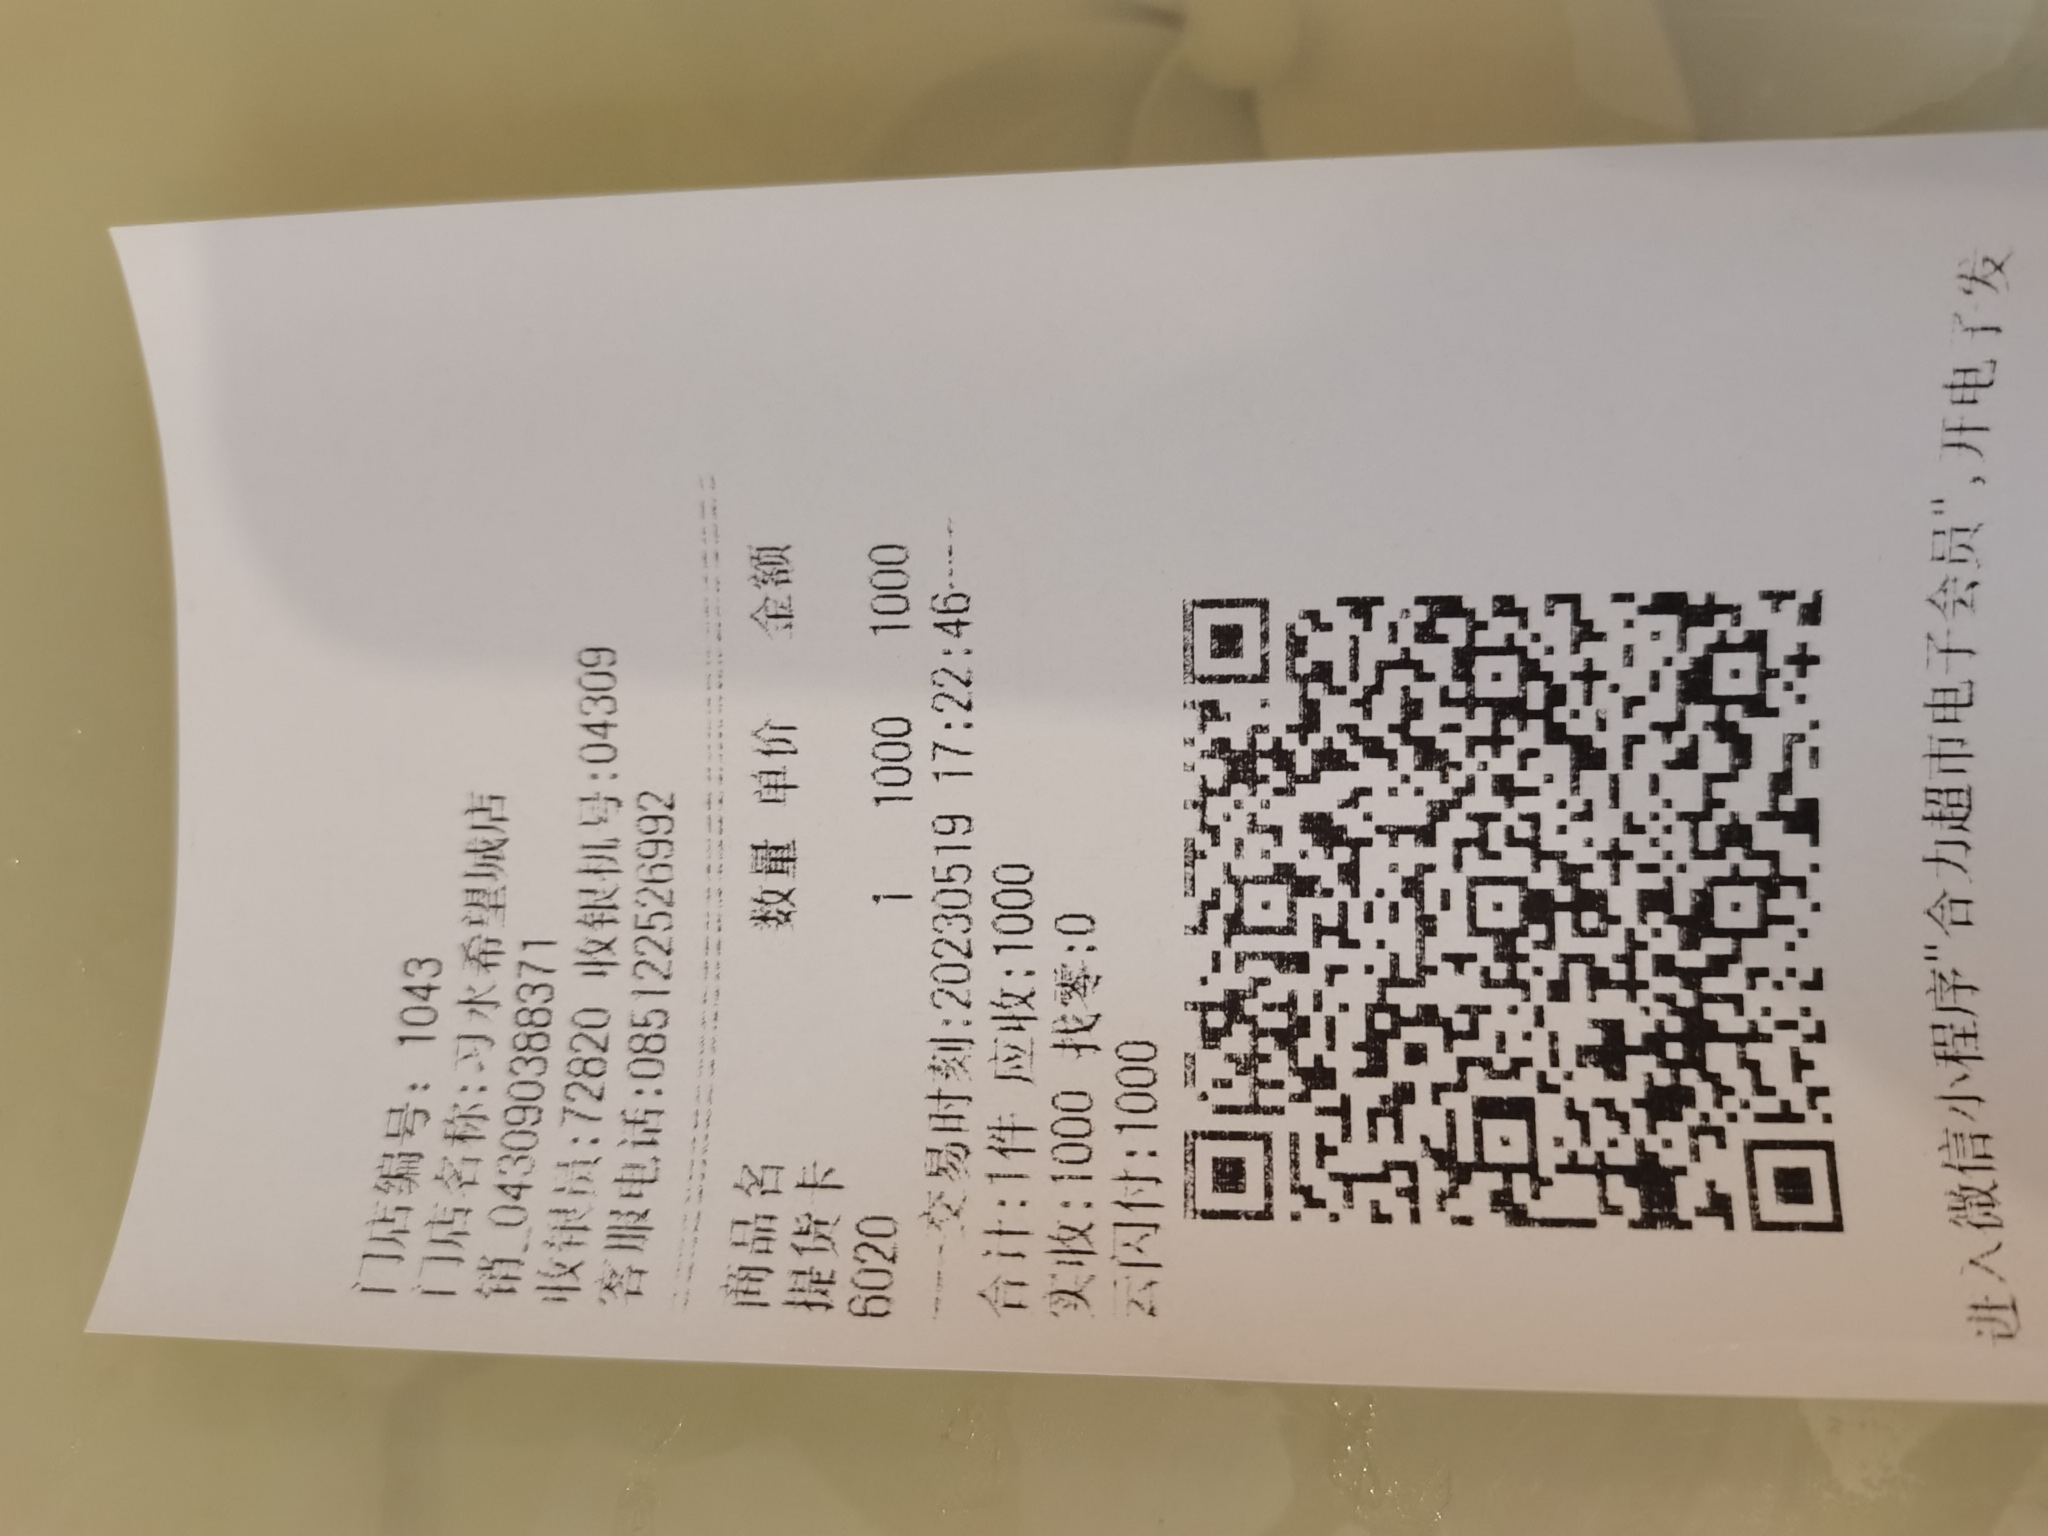 门店编号: 1043
门店名称:习水希望城店
销_043090388371
收银员:72820 收银机号:04309
客服电话:085122526992
商品名 数量 单价 金额
提货卡
6020 1 1000 1000
----交易时刻:20230519 17:22:46----
合计:1件 应收:1000
实收:1000 找零:0
云闪付:1000
进入微信小程序"合力超市电子会员",开电子发